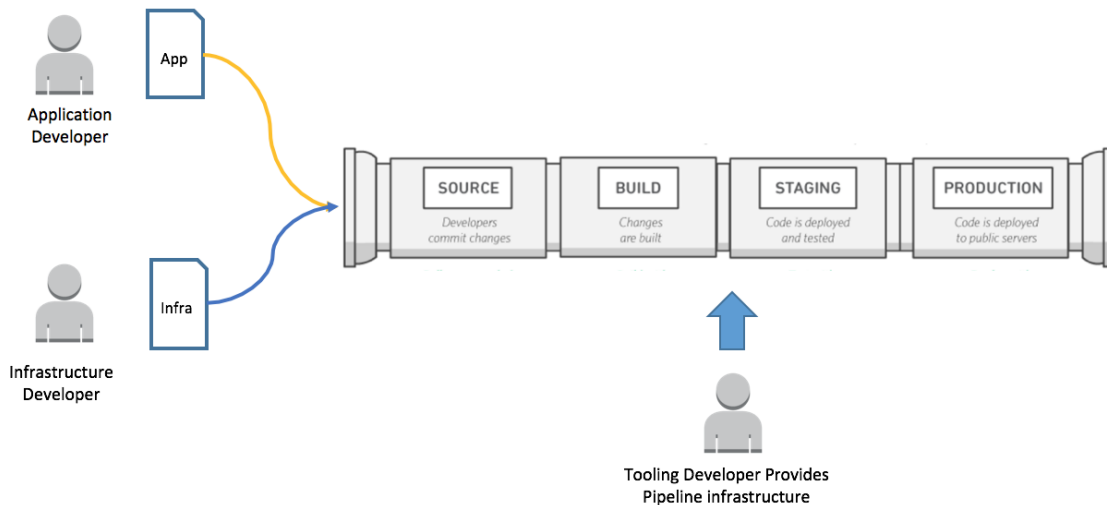 App
Application
Developer
SOURCE
Developers
commit changes
BUILD
Changes
are built
STAGING
Code is deployed
and tested
PRODUCTION
Code is deployed
to public servers
Infra
Infrastructure
Developer
Tooling Developer Provides
Pipeline infrastructure